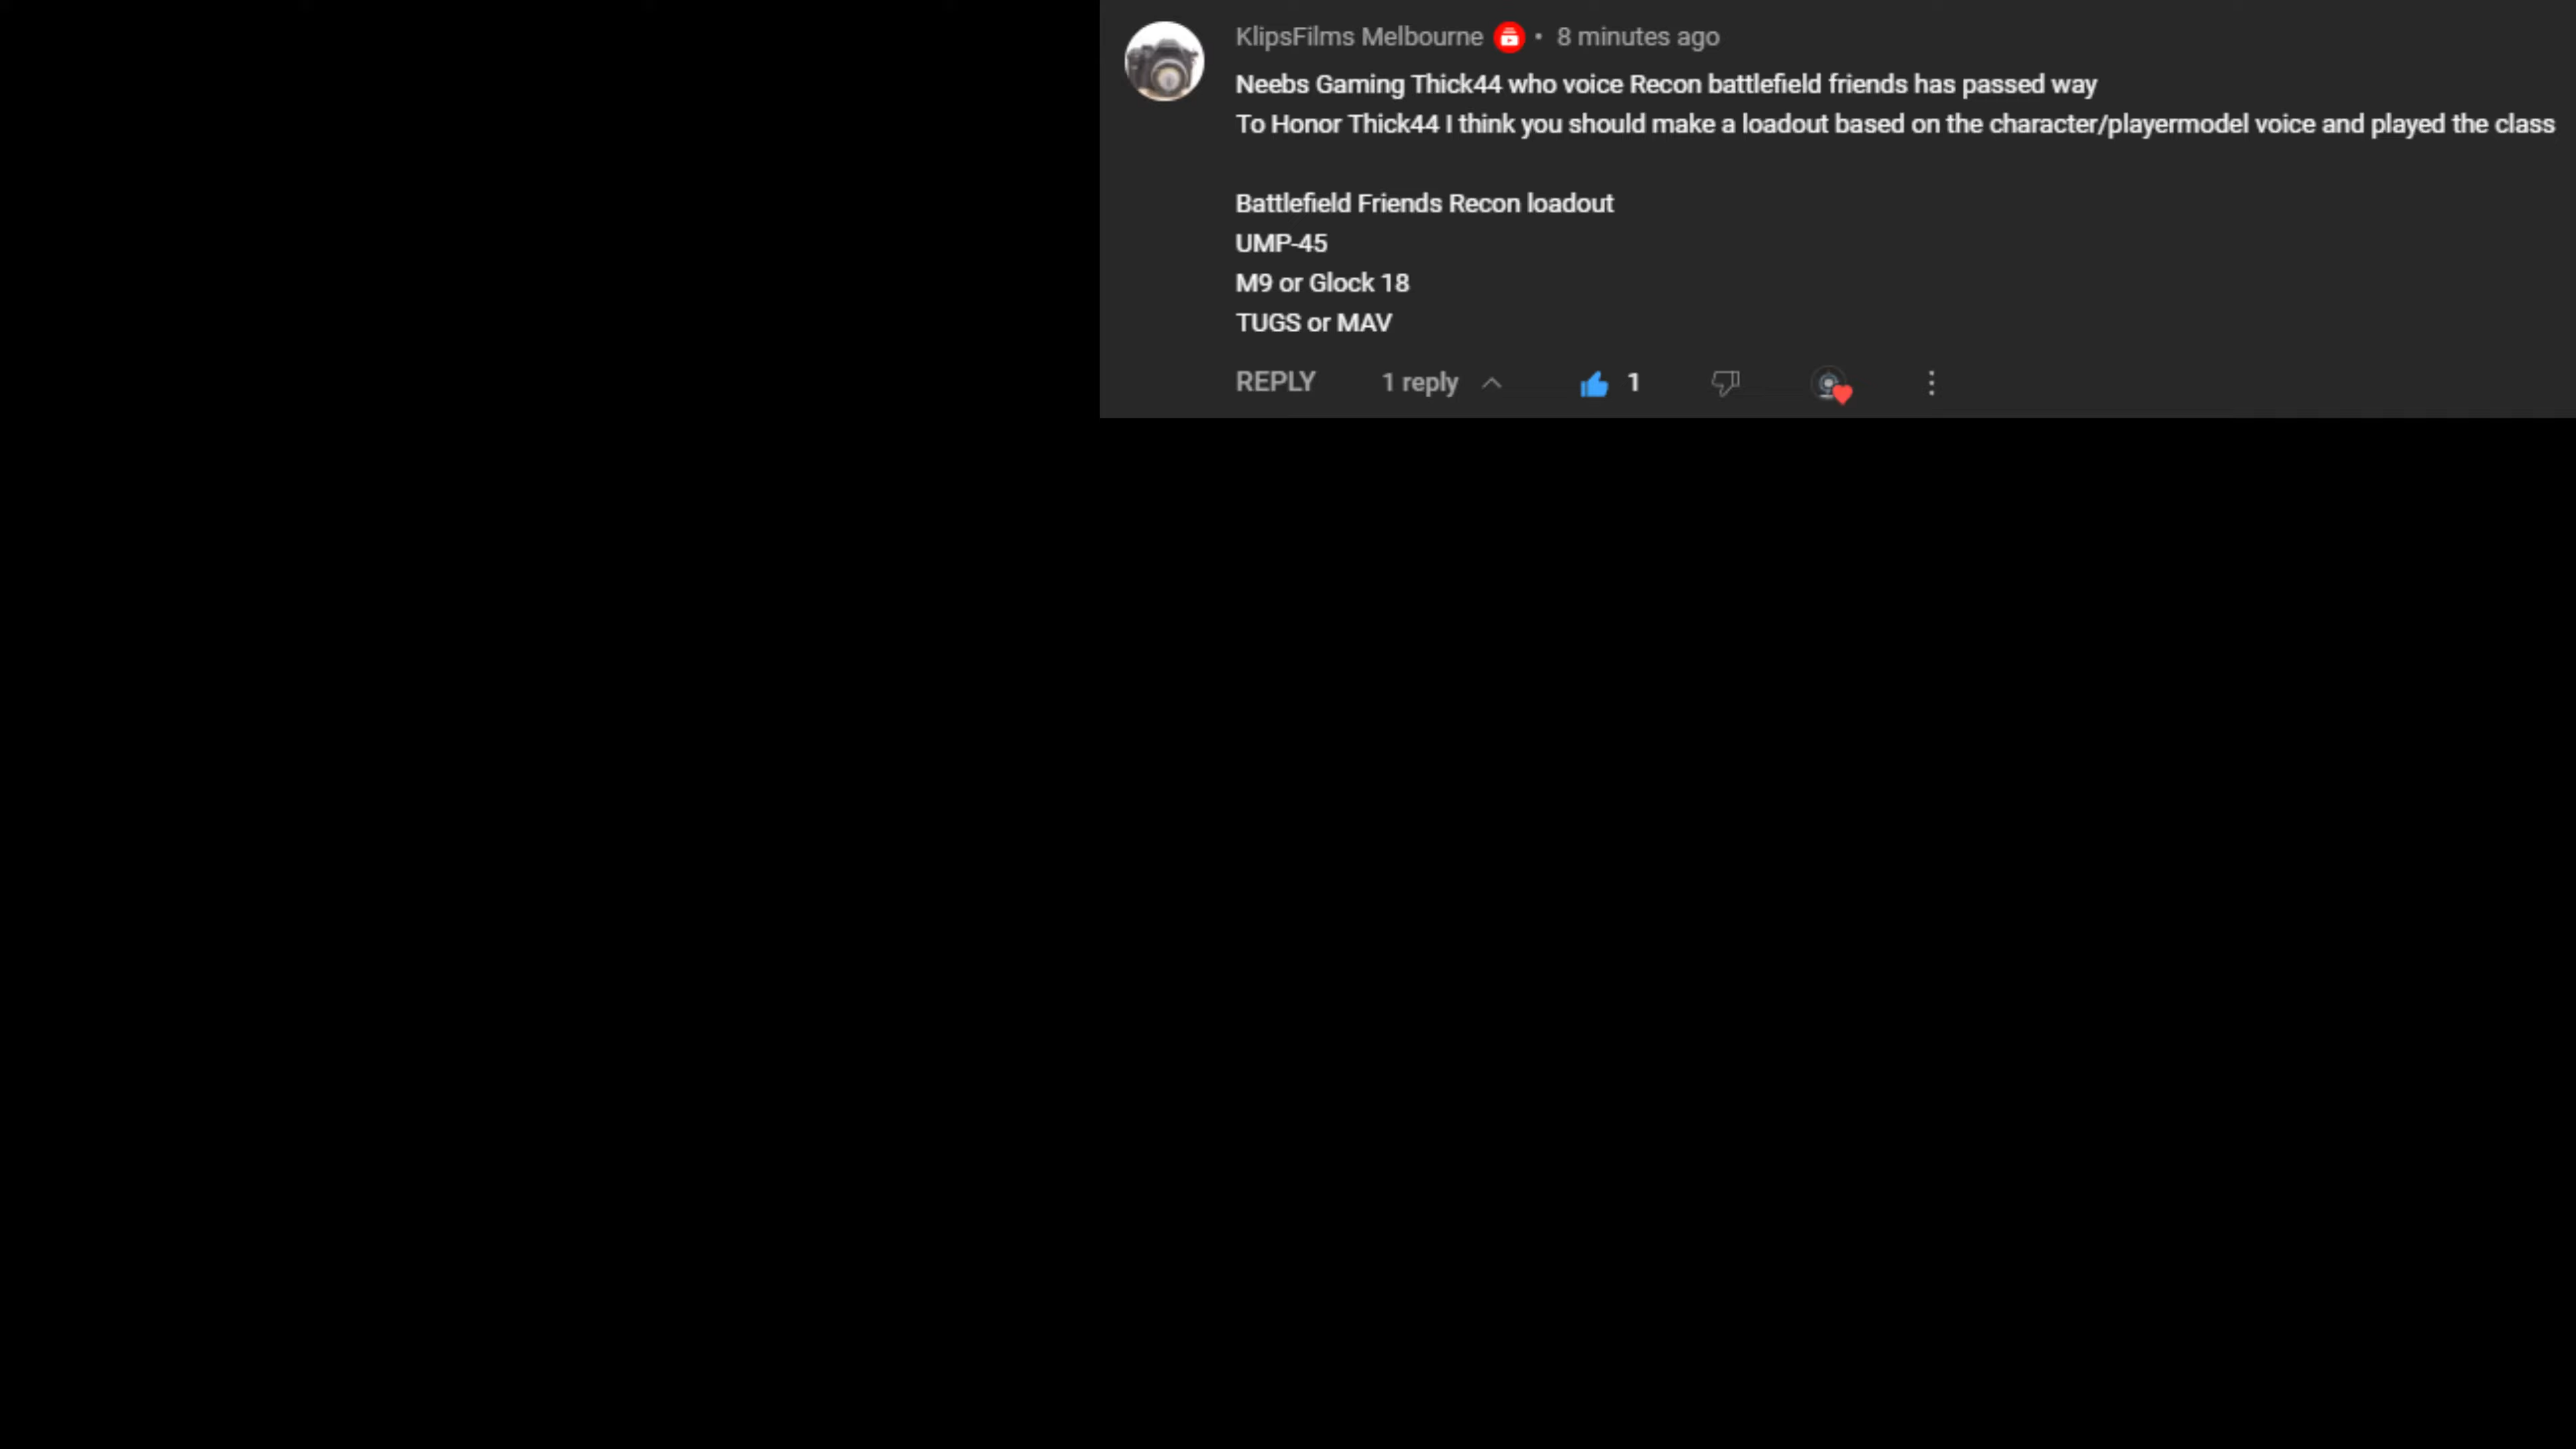 KlipsFilms Melbourne • 8 minutes ago
Neebs Gaming Thick44 who voice Recon battlefield friends has passed way
To Honor Thick44 I think you should make a loadout based on the character/playermodel voice and played the class
Battlefield Friends Recon loadout
UMP-45
M9 or Glock 18
TUGS or MAV
REPLY 1 reply 1